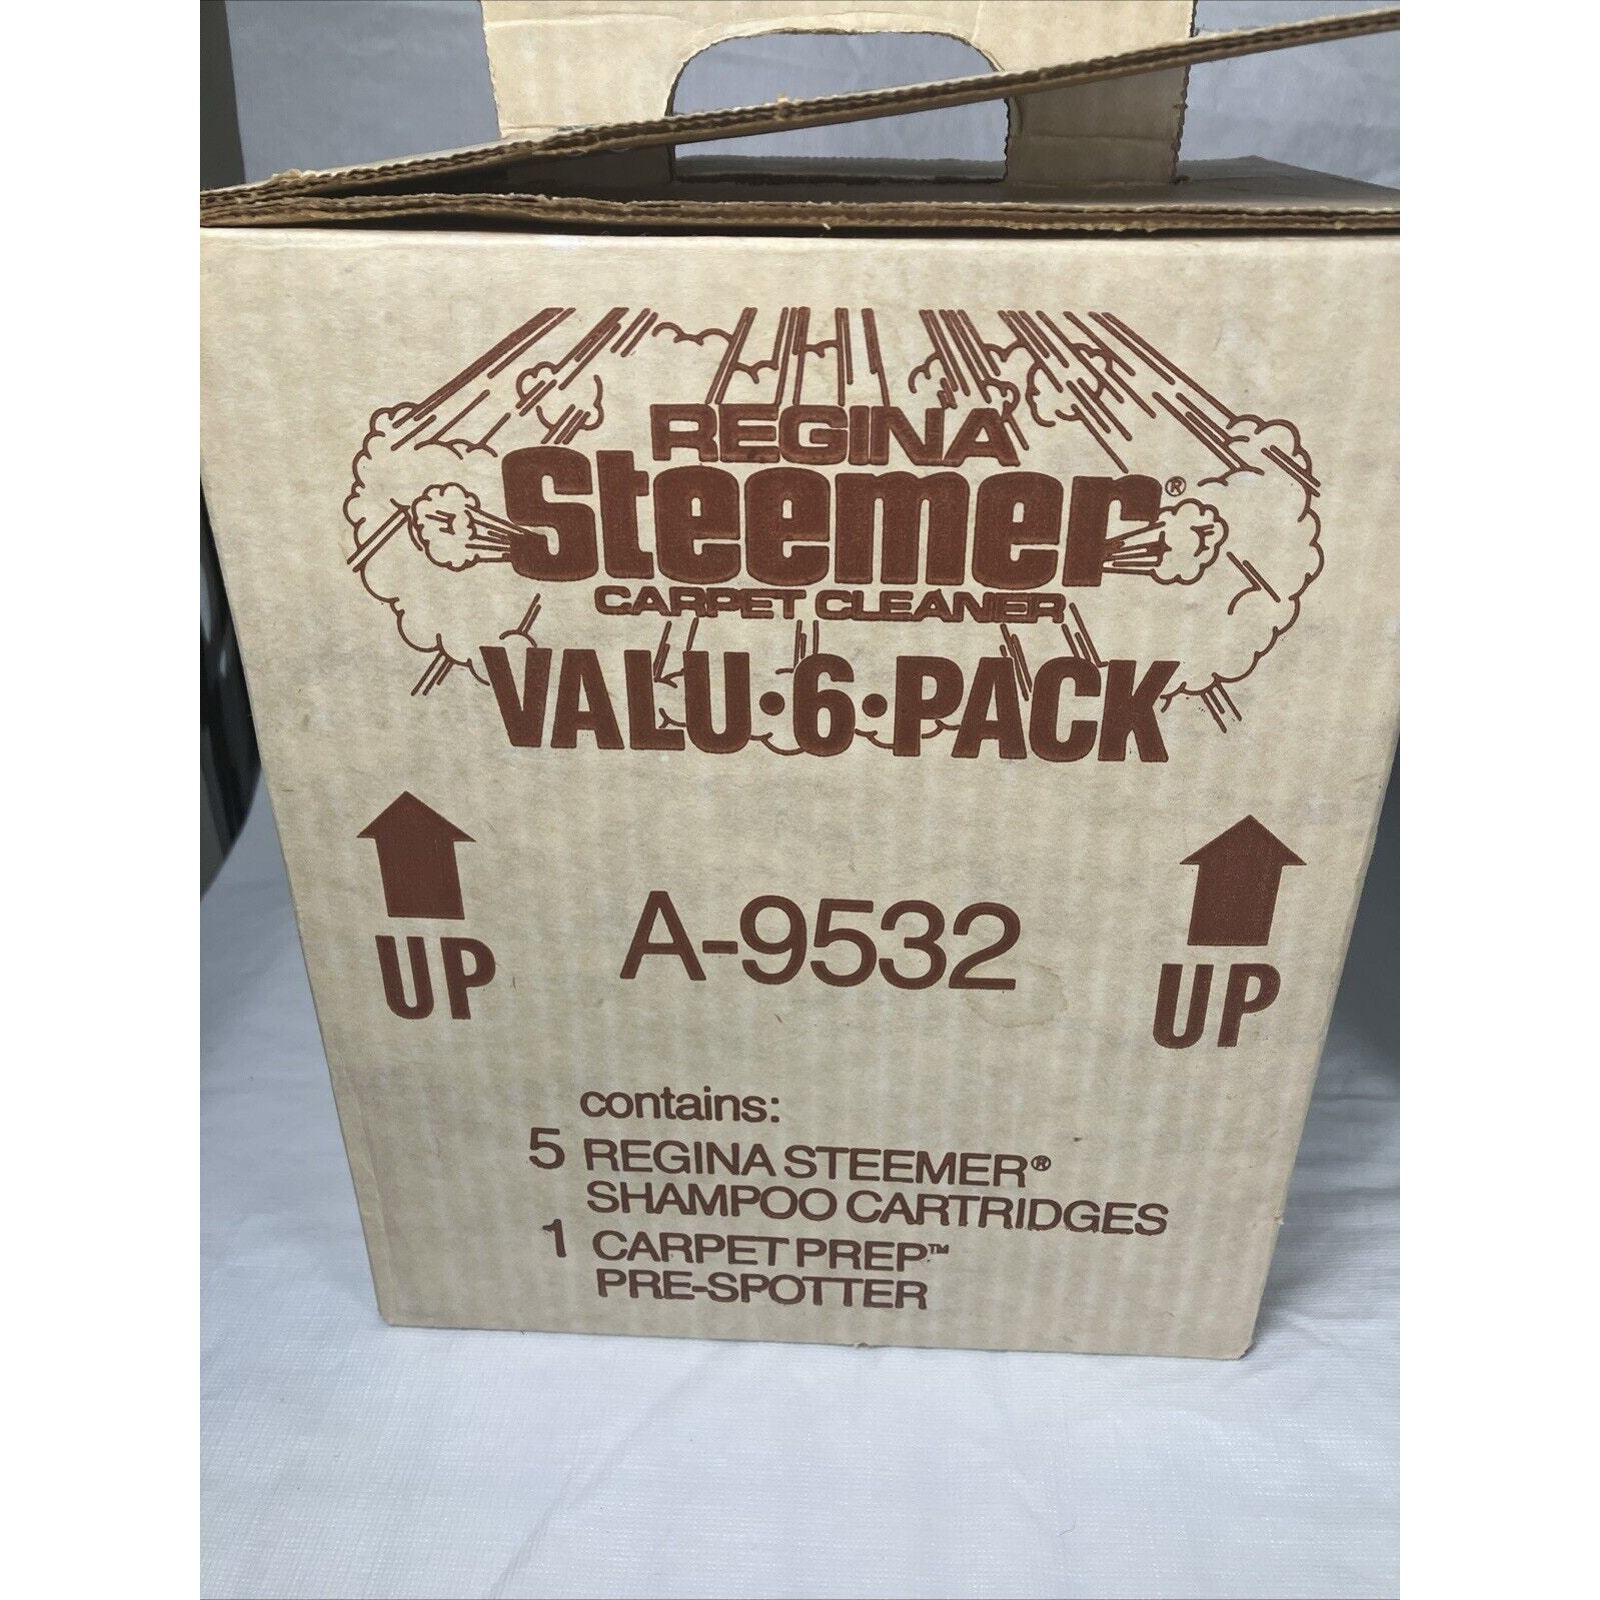 REGINA
Steemer®
CARPET CLEANER
VALU•6•PACK
UP
A-9532
UP
contains:
5 REGINA STEEMER®
SHAMPOO CARTRIDGES
1 CARPET PREP™
PRE-SPOTTER